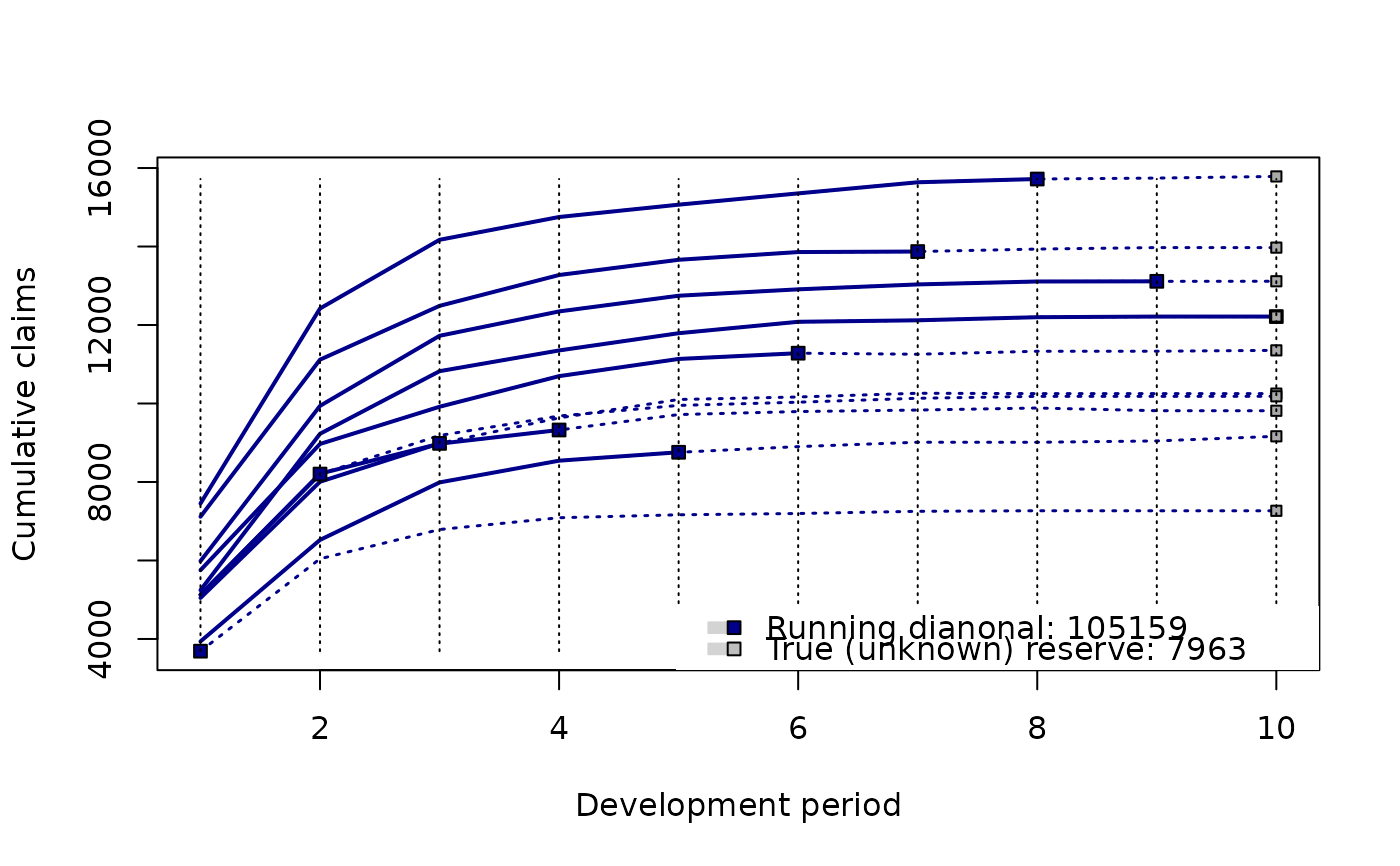 16000
12000
8000
4000
Cumulative claims
Running dianonal: 105159
True (unknown) reserve: 7963
2 4 6 8 10
Development period